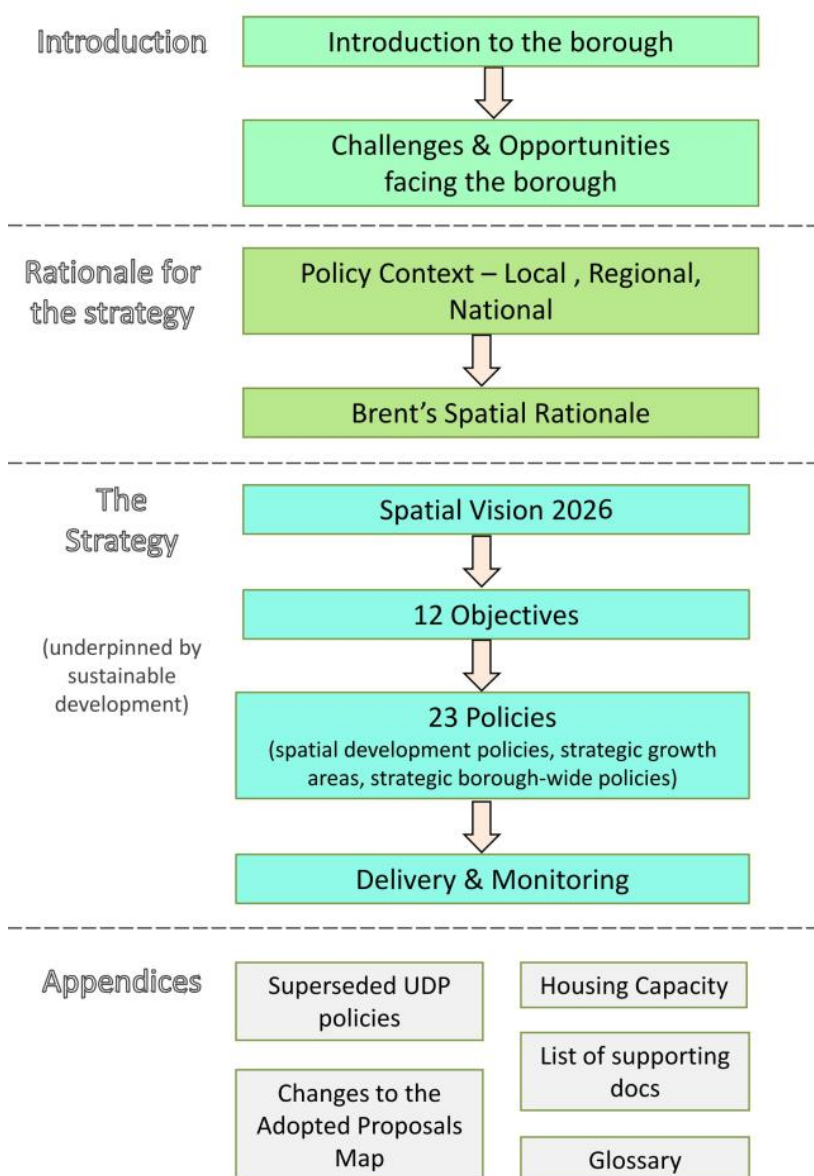 Introduction
Introduction to the borough
Challenges & Opportunities
facing the borough
Rationale for
the strategy
Policy Context – Local , Regional,
National
Brent's Spatial Rationale
The
Strategy
(underpinned by
sustainable
development)
Spatial Vision 2026
12 Objectives
23 Policies
(spatial development policies, strategic growth
areas, strategic borough-wide policies)
Delivery & Monitoring
Appendices
Superseded UDP
policies
Changes to the
Adopted Proposals
Map
Housing Capacity
List of supporting
docs
Glossary